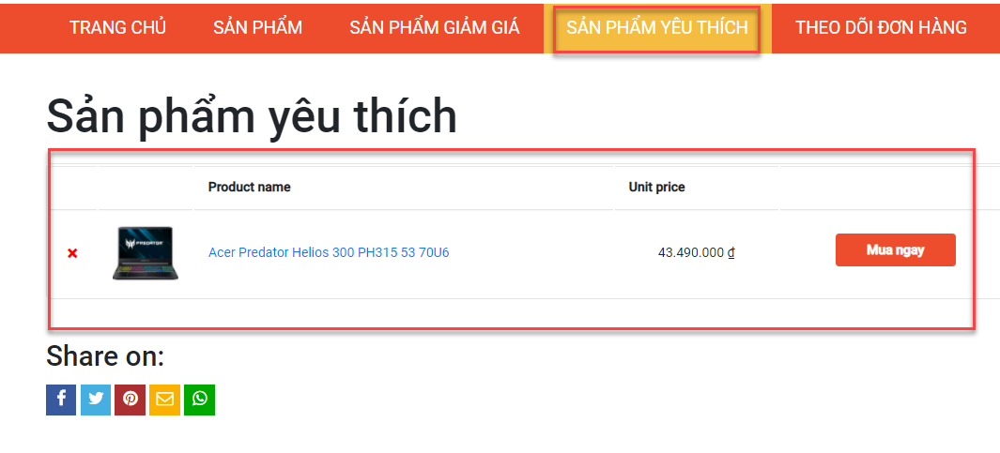 TRANG CHỦ SẢN PHẨM SẢN PHẨM GIẢM GIÁ SẢN PHẨM YÊU THÍCH THEO DÕI ĐƠN HÀNG
Sản phẩm yêu thích
Product name Unit price
PREDATOR
Acer Predator Helios 300 PH315 53 70U6 43.490.000 ₫ Mua ngay
Share on: